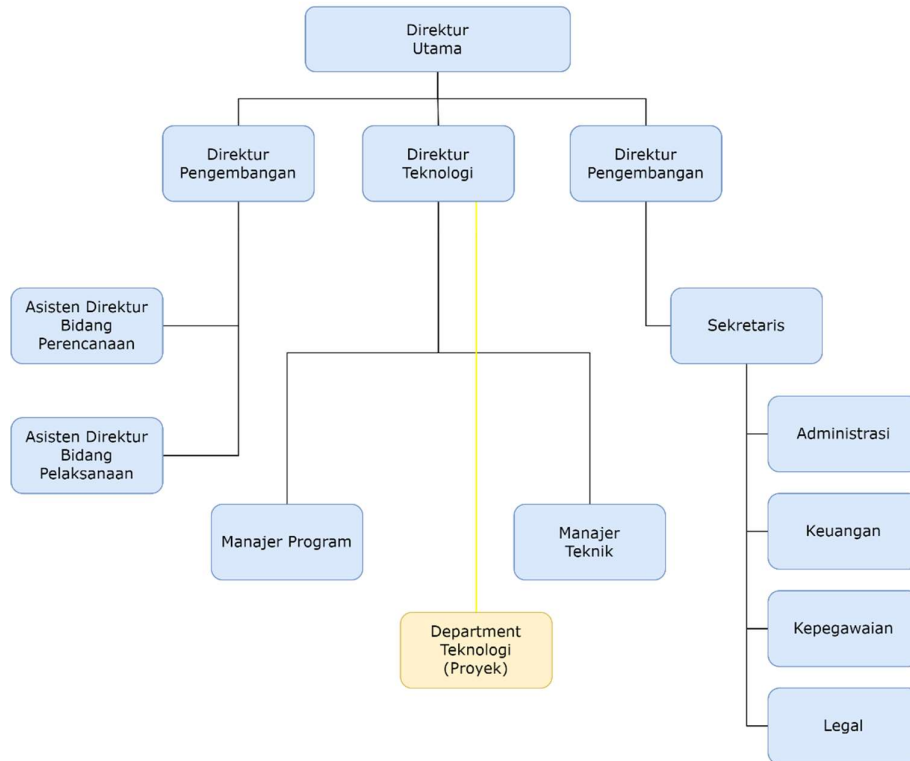 Direktur
Utama
Direktur
Pengembangan
Direktur
Teknologi
Direktur
Pengembangan
Asisten Direktur
Bidang
Perencanaan
Sekretaris
Asisten Direktur
Bidang
Pelaksanaan
Administrasi
Manajer Program
Manajer
Teknik
Keuangan
Department
Teknologi
(Proyek)
Kepegawaian
Legal